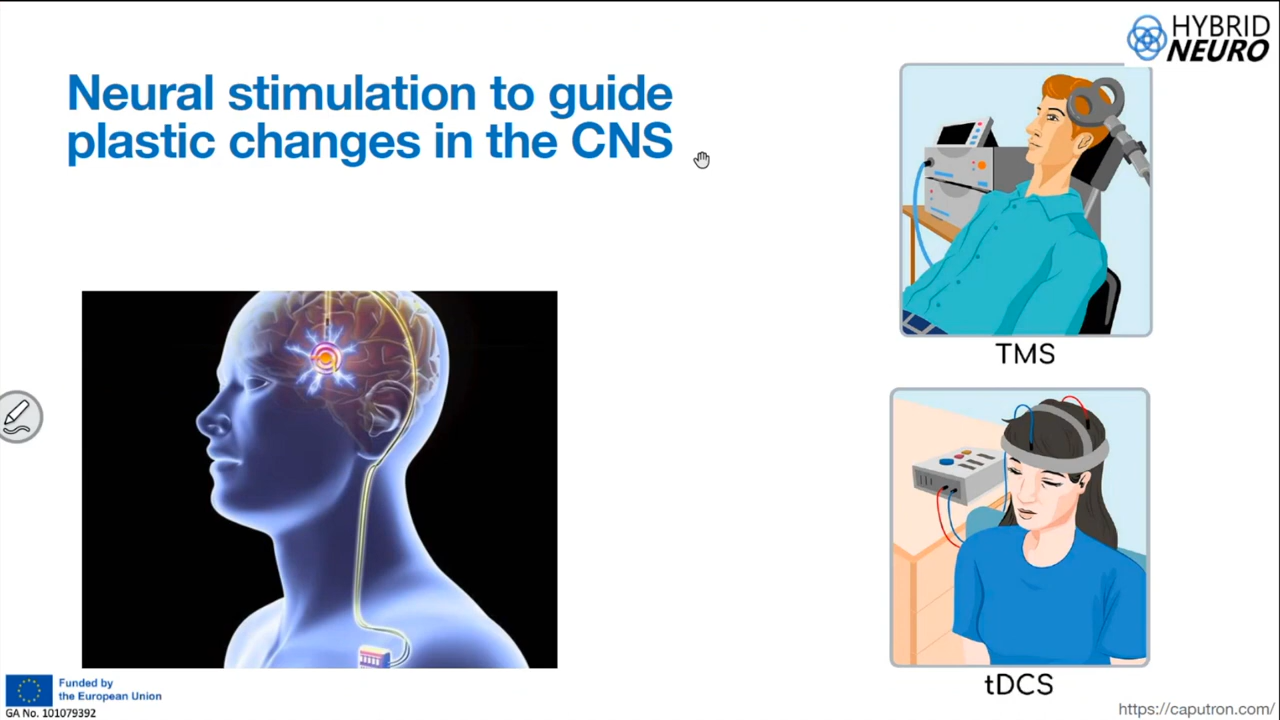 HYBRID
NEURO
Neural stimulation to guide
plastic changes in the CNS
TMS
tDCS
Funded by
the European Union
GA No. 101079392
https://caputron.com/